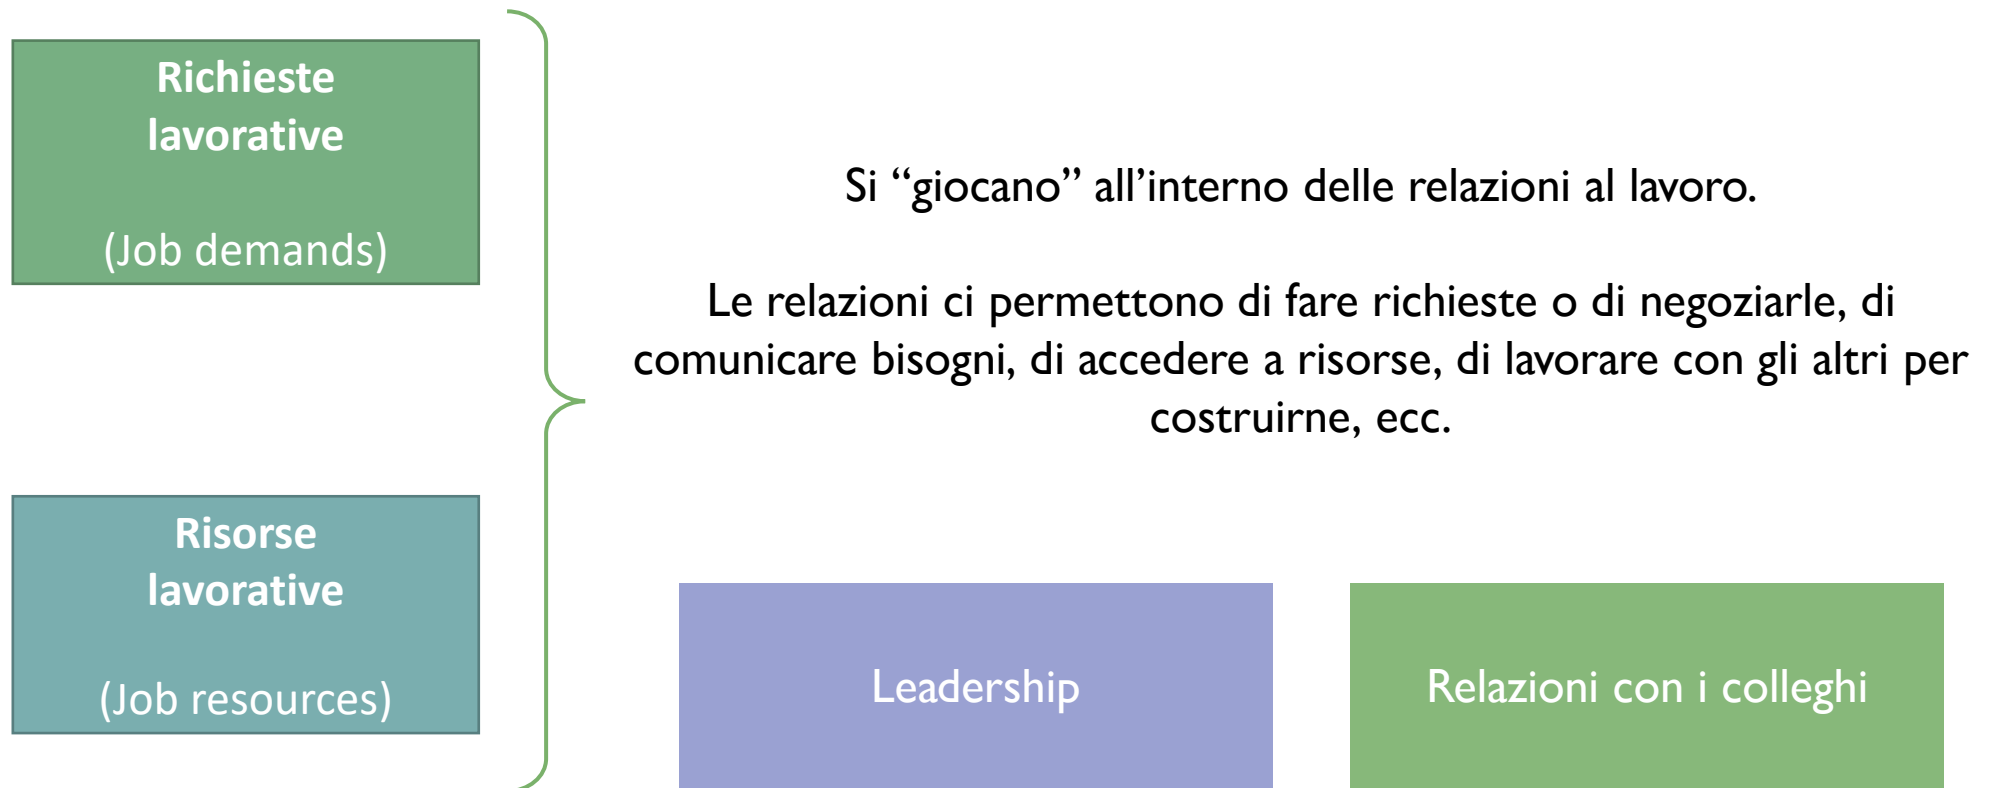 Richieste
lavorative
(Job demands)
Si “giocano” all’interno delle relazioni al lavoro.
Le relazioni ci permettono di fare richieste o di negoziarle, di
comunicare bisogni, di accedere a risorse, di lavorare con gli altri per
costruirne, ecc.
Risorse
lavorative
(Job resources)
Leadership
Relazioni con i colleghi